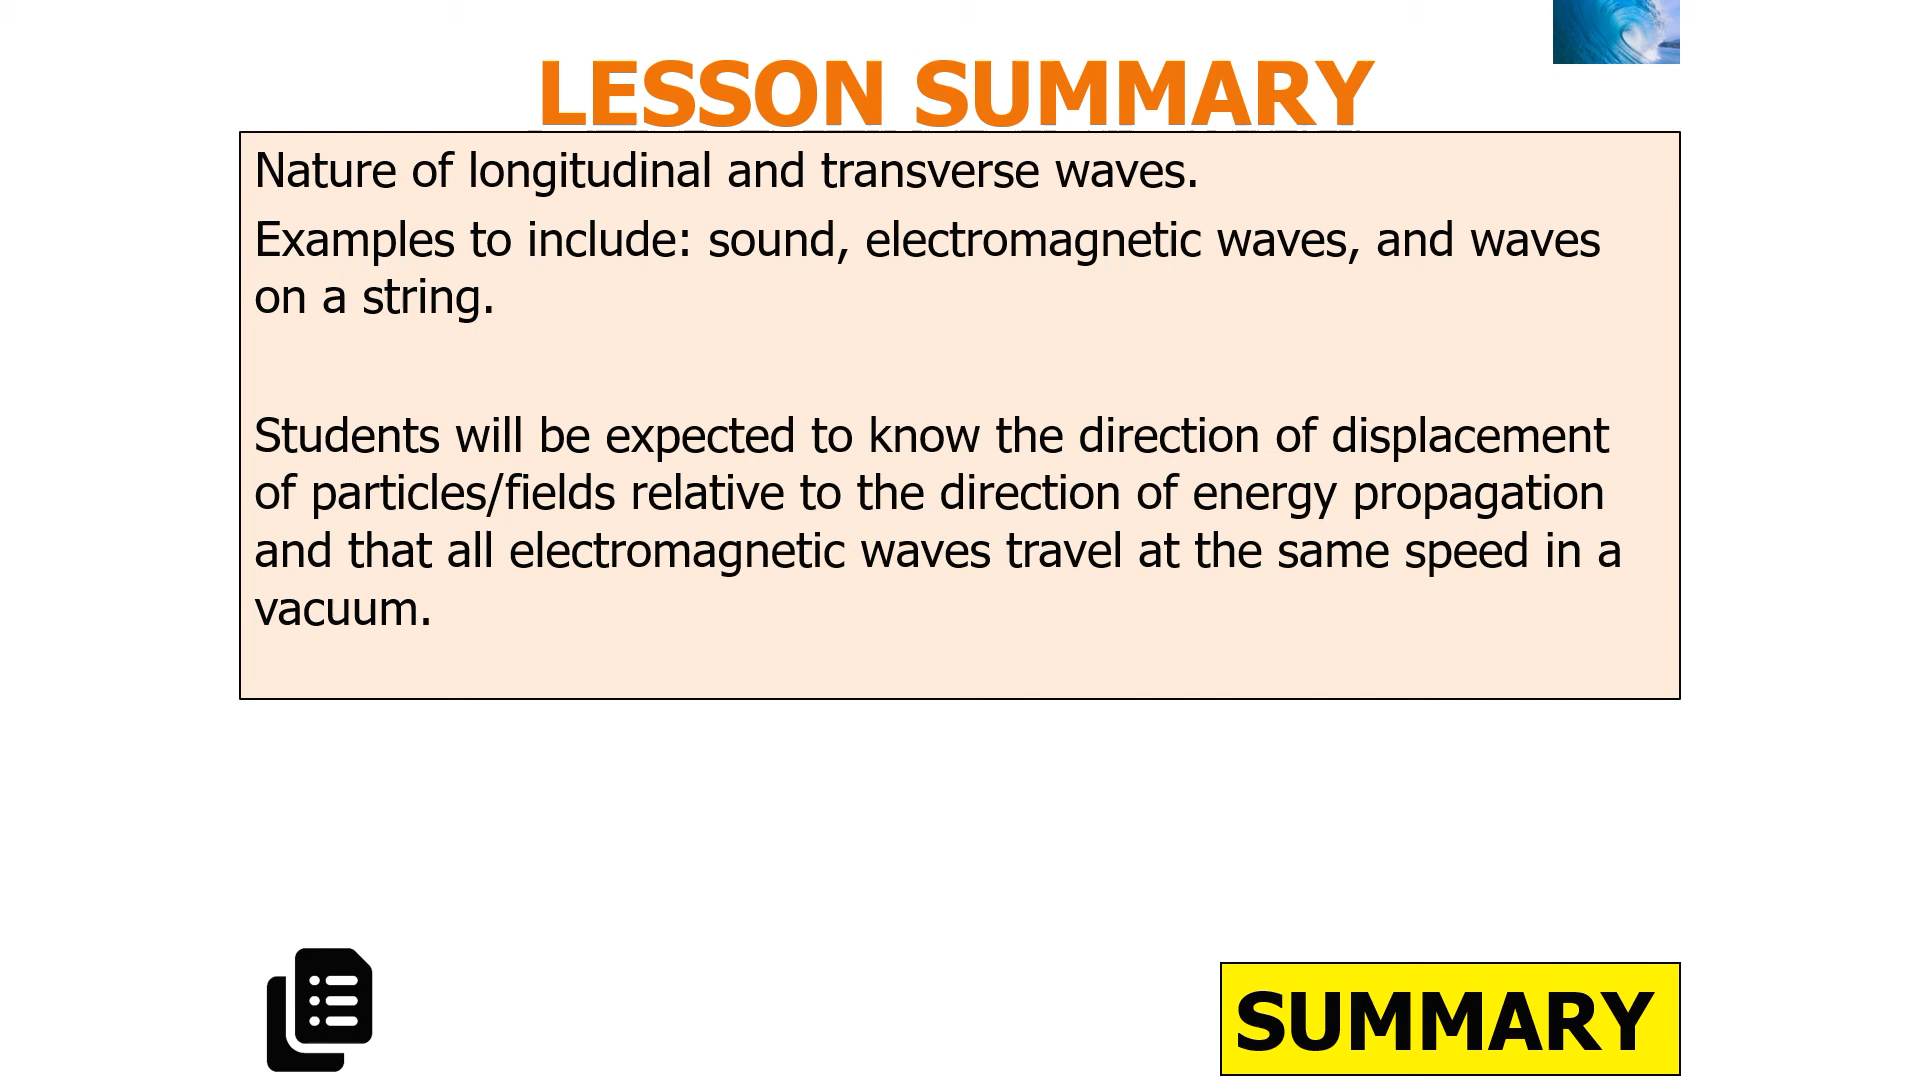 LESSON SUMMARY
Nature of longitudinal and transverse waves.
Examples to include: sound, electromagnetic waves, and waves
on a string.
Students will be expected to know the direction of displacement
of particles/fields relative to the direction of energy propagation
and that all electromagnetic waves travel at the same speed in a
vacuum.
SUMMARY